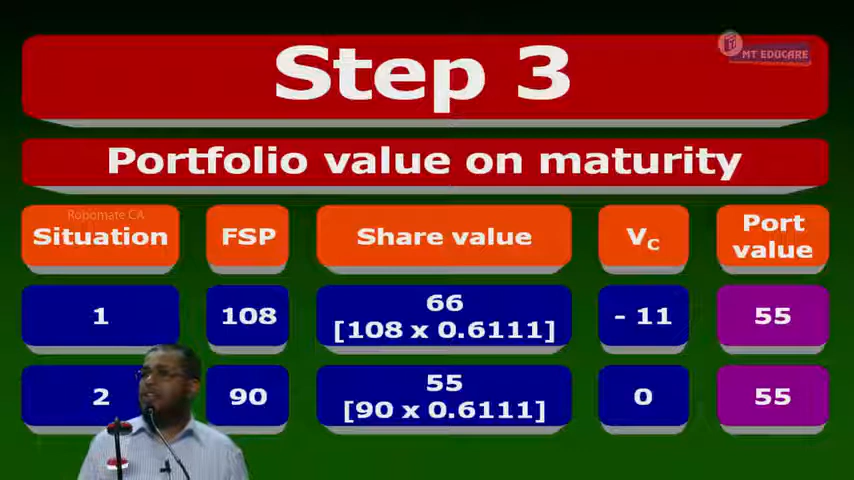 Step 3
MT EDUCARE
Portfolio value on maturity
Robomate CA
Situation FSP Share value VC Port value
1 108 66 [108 x 0.6111] - 11 55
2 90 55 [90 x 0.6111] 0 55